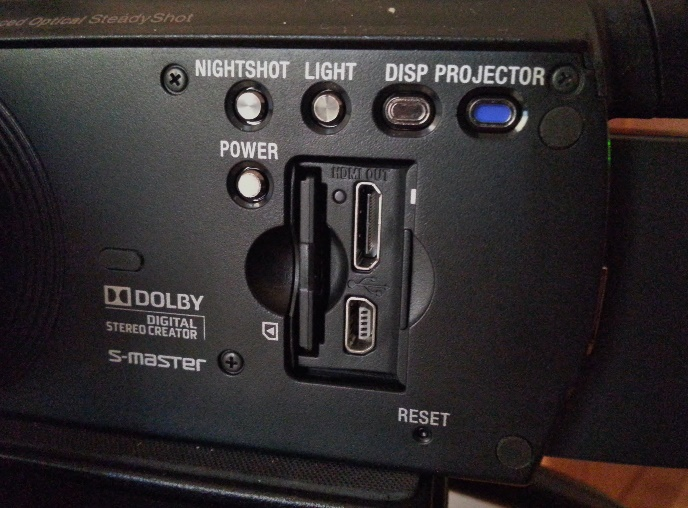 ced Optical SteadyShot
NIGHTSHOT LIGHT DISP PROJECTOR
POWER
HDMI OUT
DOLBY
DIGITAL
STEREO CREATOR
S-master
RESET